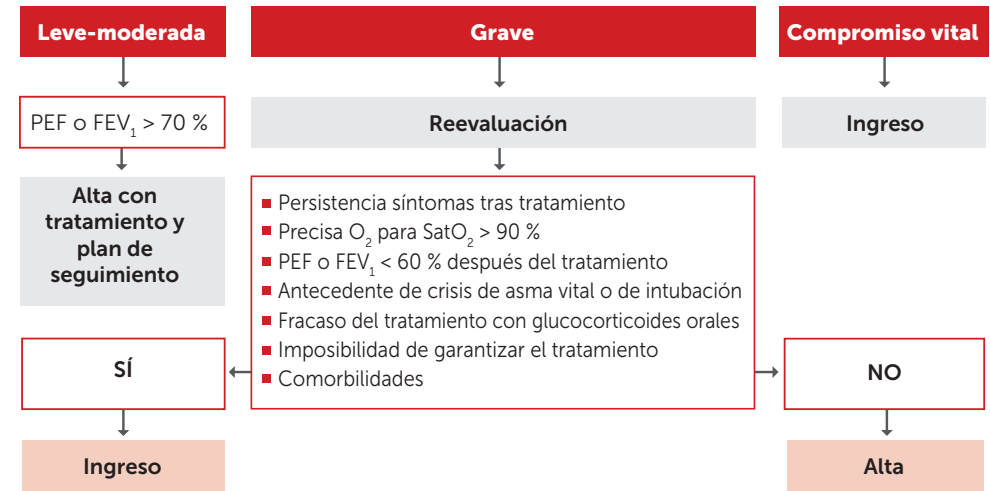 Leve-moderada
Grave
Compromiso vital
PEF o FEV₁ > 70 %
Reevaluación
Ingreso
Alta con
tratamiento y
plan de
seguimiento
Persistencia síntomas tras tratamiento
Precisa O₂ para SatO₂ > 90 %
PEF o FEV₁ < 60 % después del tratamiento
Antecedente de crisis de asma vital o de intubación
Fracaso del tratamiento con glucocorticoides orales
Imposibilidad de garantizar el tratamiento
Comorbilidades
SÍ
NO
Ingreso
Alta